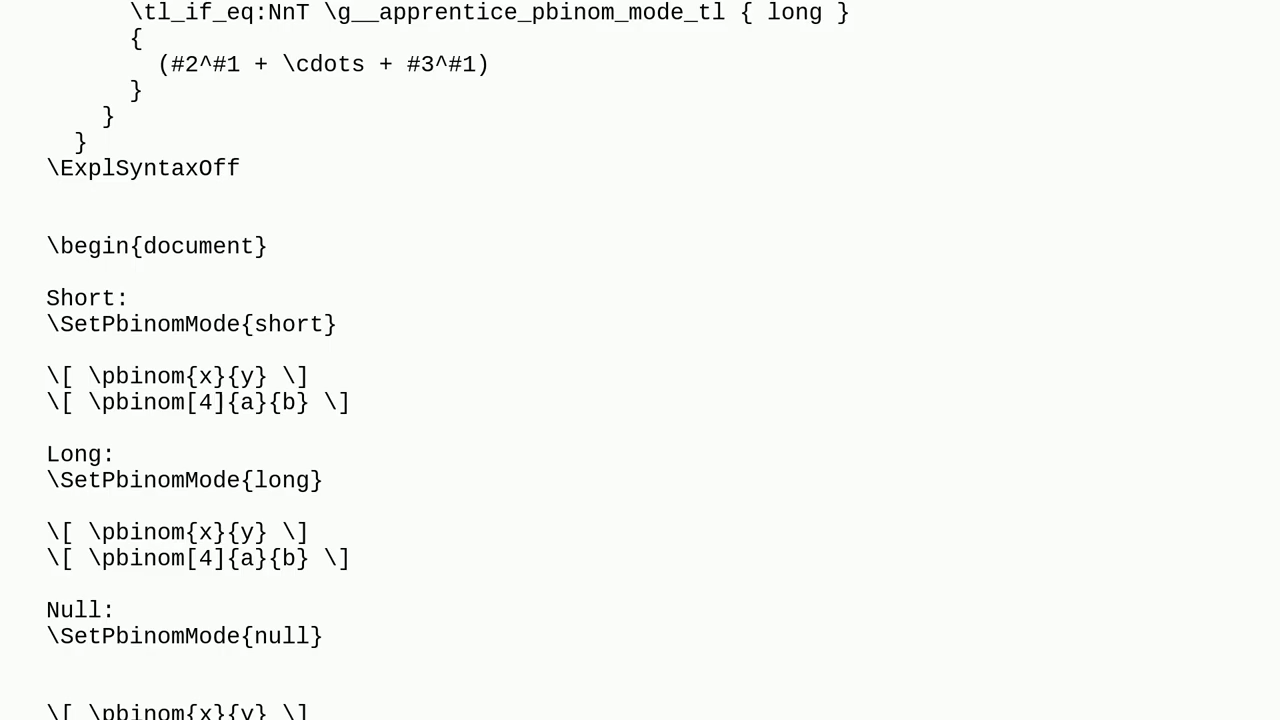 \tl_if_eq:NnT \g__apprentice_pbinom_mode_tl { long }
{
(#2^#1 + \cdots + #3^#1)
}
}
}
\ExplSyntaxOff
\begin{document}
Short:
\SetPbinomMode{short}
\[ \pbinom{x}{y} \]
\[ \pbinom[4]{a}{b} \]
Long:
\SetPbinomMode{long}
\[ \pbinom{x}{y} \]
\[ \pbinom[4]{a}{b} \]
Null:
\SetPbinomMode{null}
\[ \pbinom{x}{y} \]